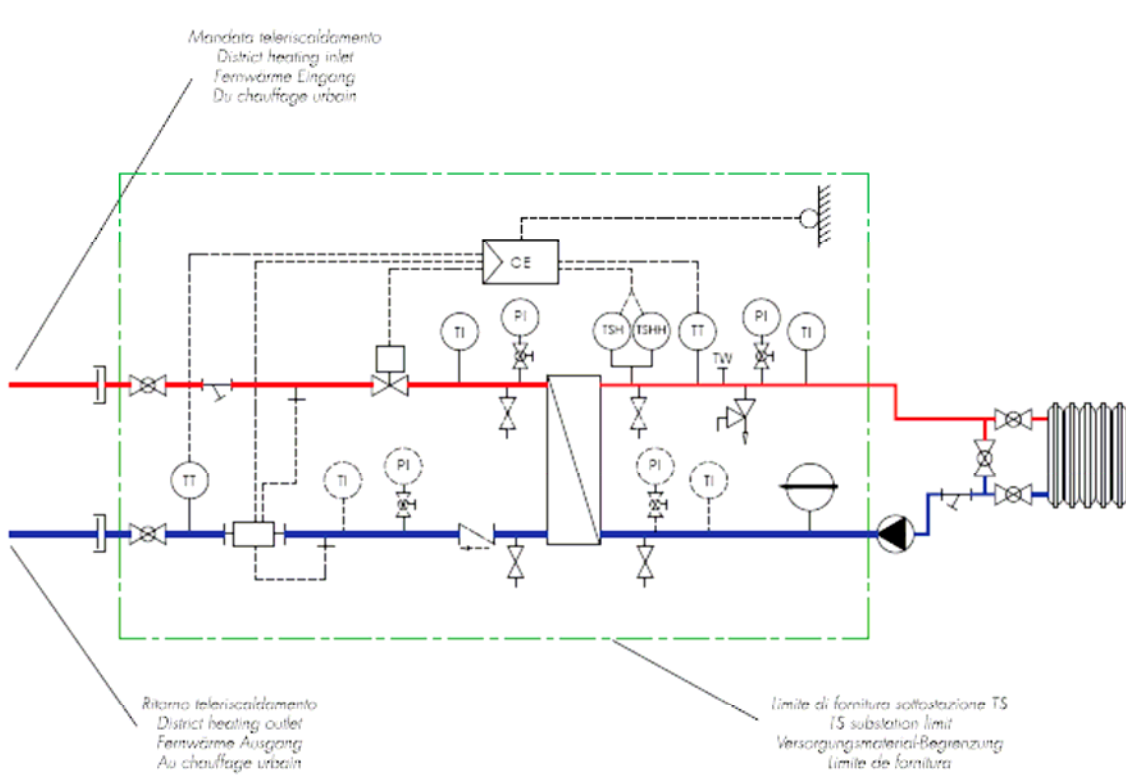 Mandata teleriscaldamento
District heating inlet
Fernwärme Eingang
Du chauffage urbain
CE
TI
PI
TSH
TSHH
TT
TW
PI
TI
TT
TI
PI
PI
TI
Ritorno teleriscaldamento
District heating outlet
Fernwärme Ausgang
Au chauffage urbain
Limite di fornitura sottostazione TS
TS substation limit
Versorgungsmaterial-Begrenzung
Limite de fornitura